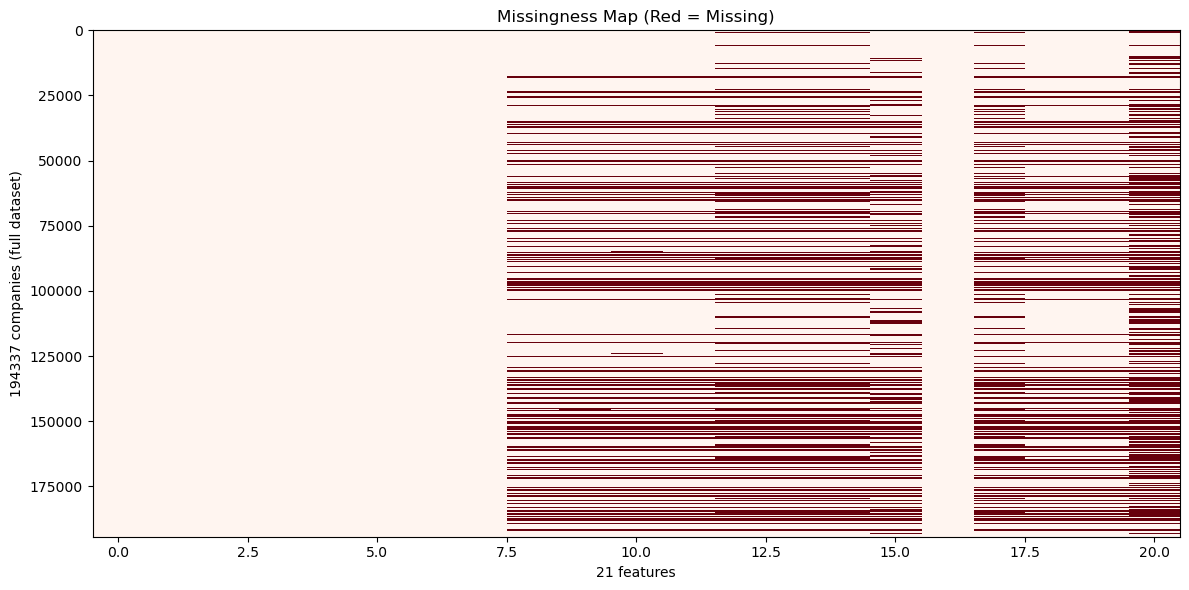 Missingness Map (Red = Missing)
0
25000
50000
75000
100000
125000
150000
175000
194337 companies (full dataset)
0.0 2.5 5.0 7.5 10.0 12.5 15.0 17.5 20.0
21 features